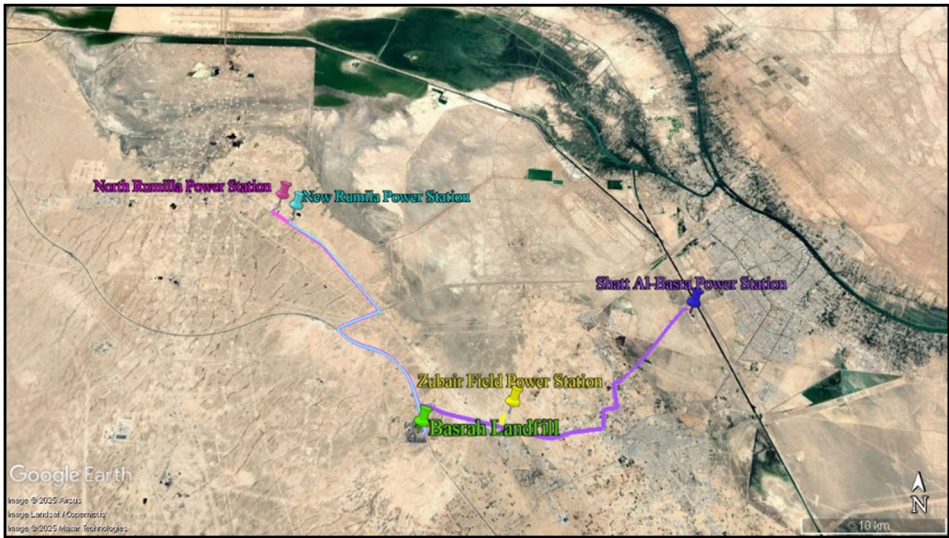 North Rumilla Power Station
New Rumila Power Station
Shatt Al-Basra Power Station
Zubair Field Power Station
Basrah Landfill
Google Earth
Image © 2025 Airbus
Image Landsat / Copernicus
Image © 2025 Maxar Technologies
N
10 km